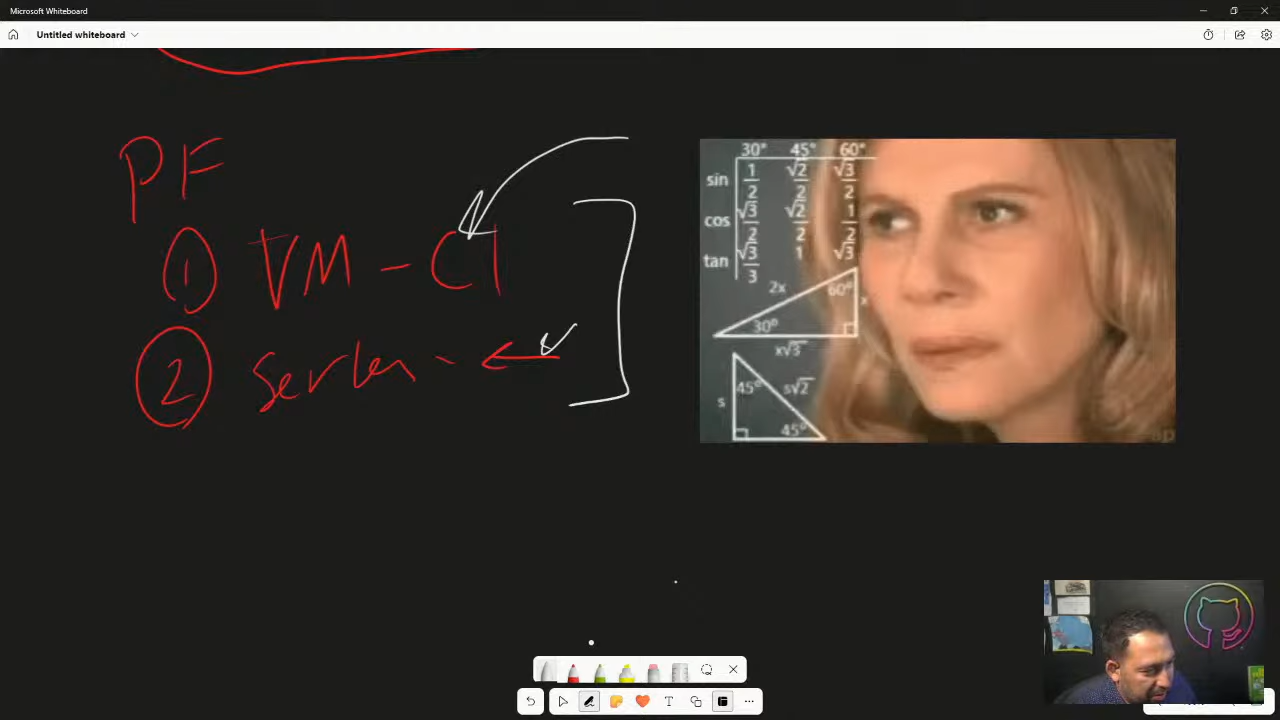 Microsoft Whiteboard
Untitled whiteboard
PF
1 VM - CI
2
30° 45° 60°
sin 1/2 √2/2 √3/2
cos √3/2 √2/2 1/2
tan √3/3 1 √3
2x 60° x
30°
x√3
45° s√2
s
45°